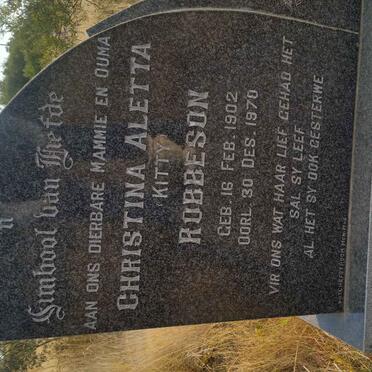 Simbool van Liefde
AAN ONS DIERBARE MAMMIE EN OUMA
CHRISTINA ALETTA
KITTY
ROBBESON
GEB. 16 FEB. 1902
OORL. 30 DES. 1970
VIR ONS WAT HAAR LIEF GEHAD HET
SAL SY LEEF
AL HET SY OOK GESTERWE